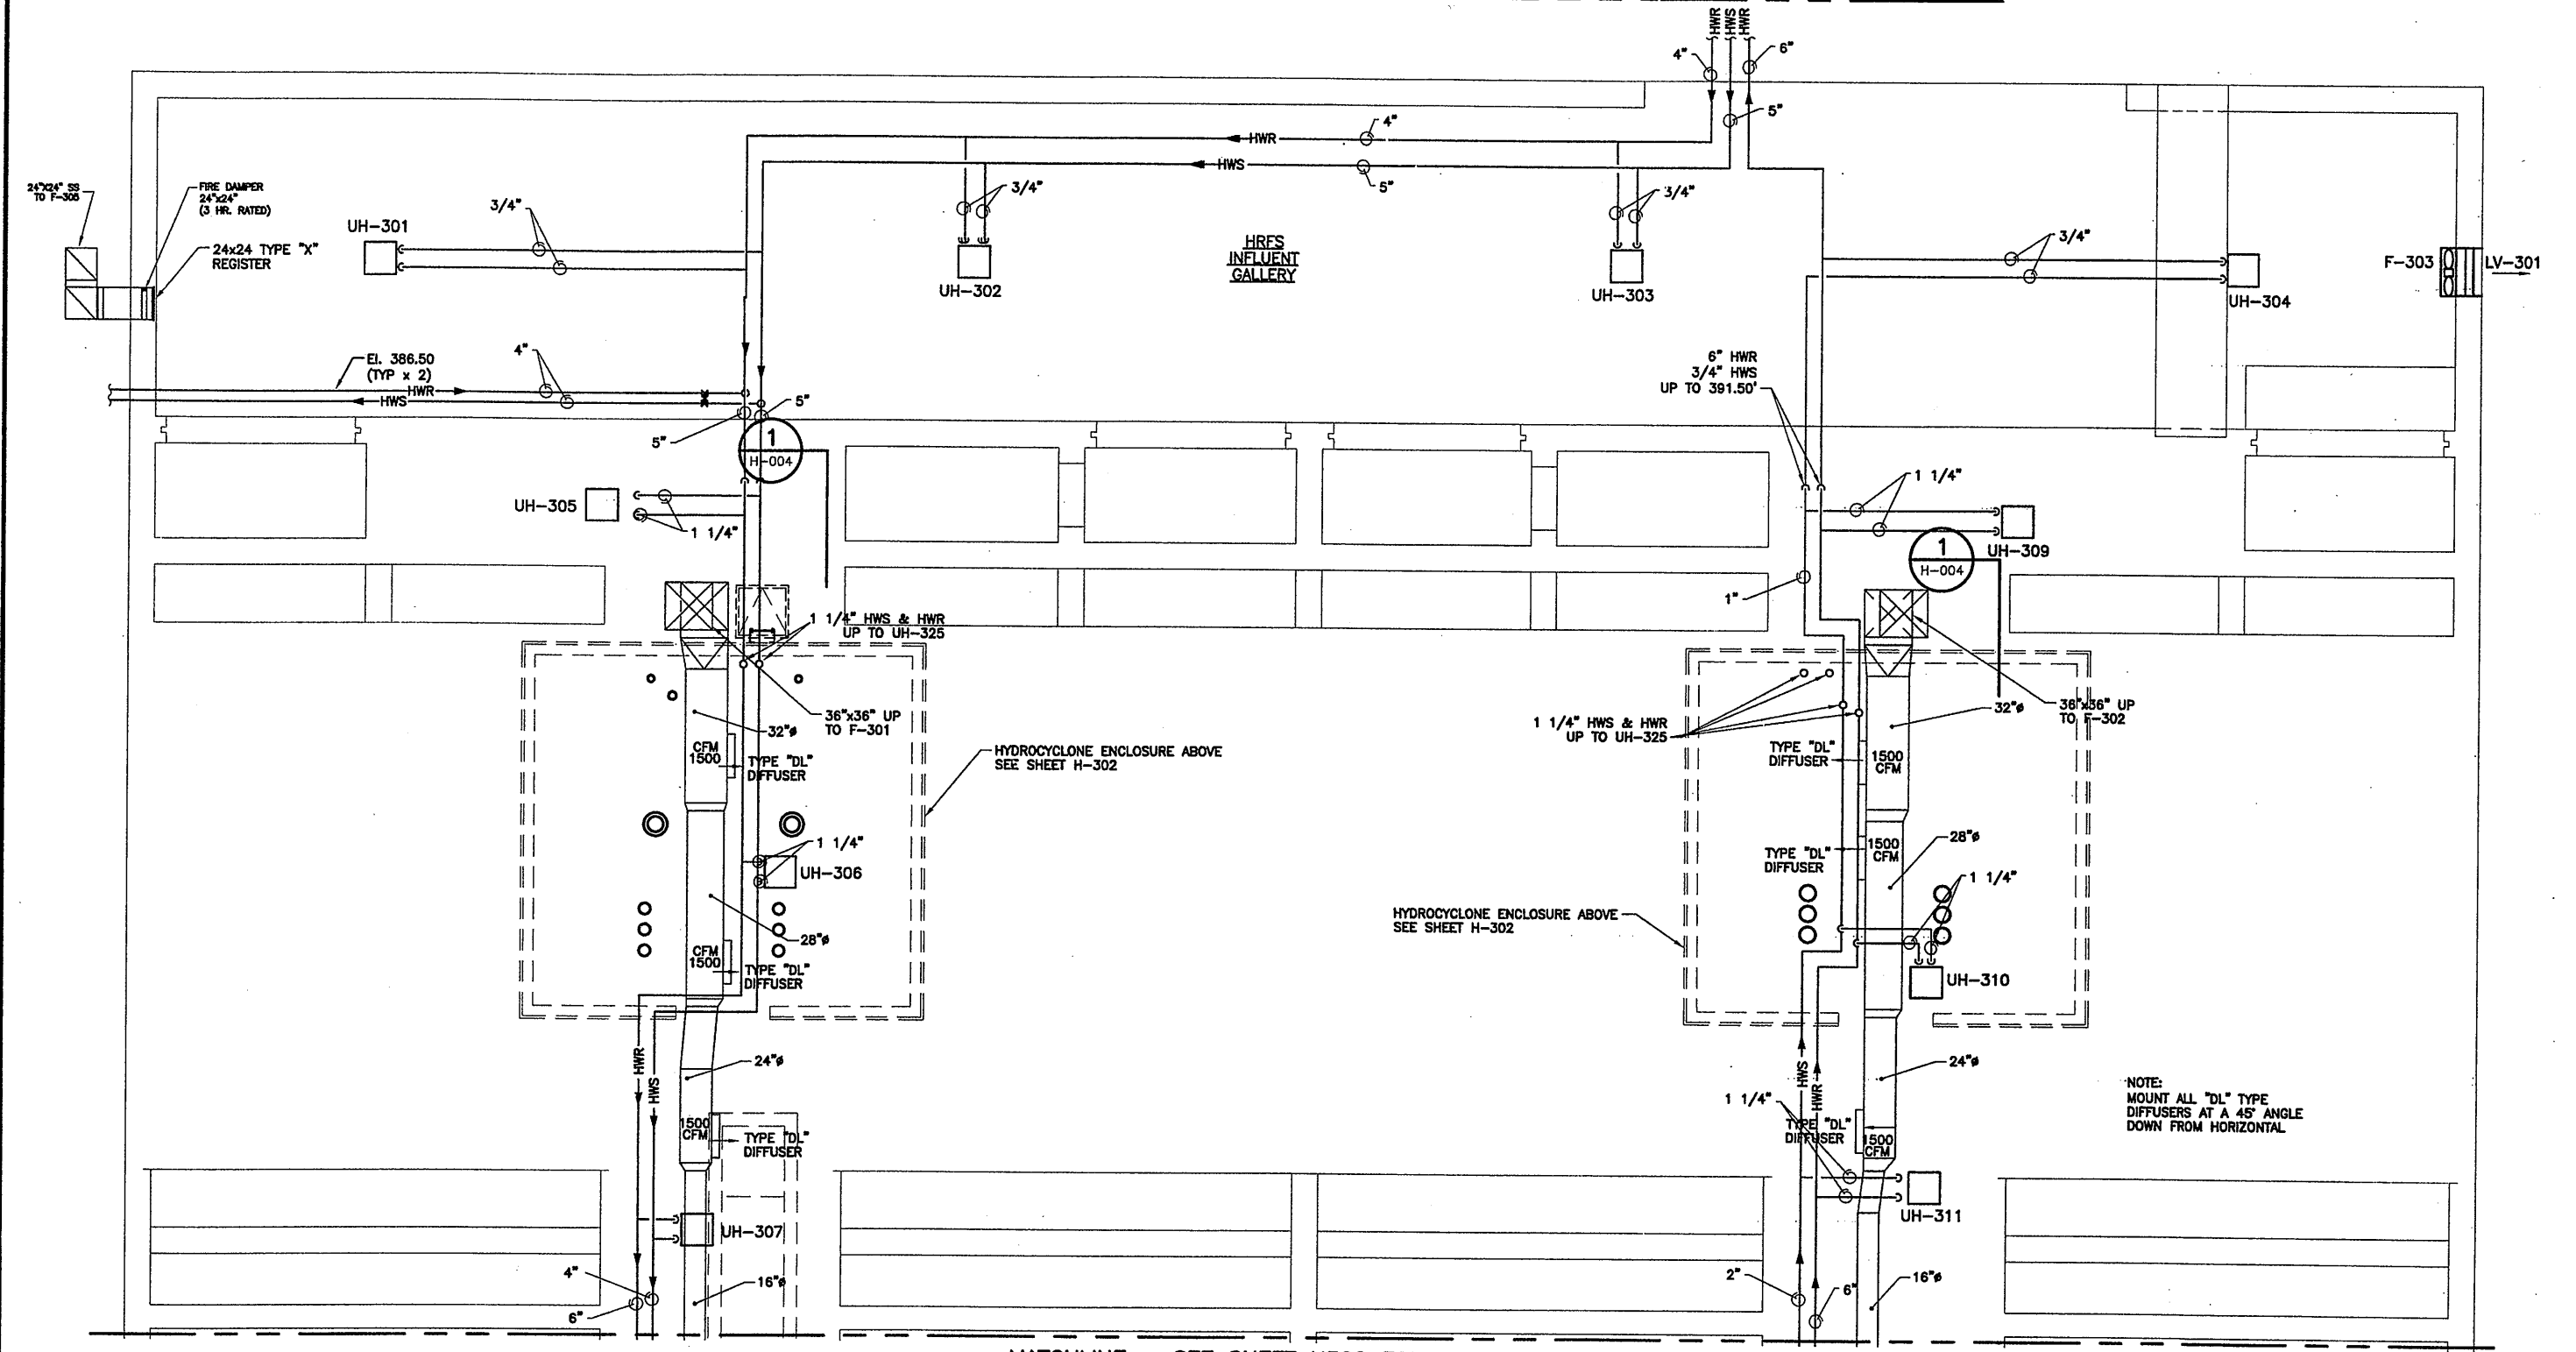 HWR
HWS
HWR
4"
6"
5"
HWR
4"
HWS
5"
24"X24" SS
TO F-305
FIRE DAMPER
24"x24"
(3 HR. RATED)
24x24 TYPE "X"
REGISTER
UH-301
3/4"
3/4"
UH-302
HRFS
INFLUENT
GALLERY
3/4"
UH-303
3/4"
UH-304
F-303
LV-301
El. 386.50
(TYP x 2)
4"
HWR
HWS
5"
5"
1
H-004
6" HWR
3/4" HWS
UP TO 391.50'
UH-305
1 1/4"
1 1/4"
UH-309
1
H-004
1"
1 1/4" HWS & HWR
UP TO UH-325
36"x36" UP
TO F-301
32"ø
CFM
1500
TYPE "DL"
DIFFUSER
HYDROCYCLONE ENCLOSURE ABOVE
SEE SHEET H-302
1 1/4"
UH-306
28"ø
CFM
1500
TYPE "DL"
DIFFUSER
HWR
HWS
24"ø
1500
CFM
TYPE "DL"
DIFFUSER
UH-307
4"
6"
16"ø
1 1/4" HWS & HWR
UP TO UH-325
32"ø
36"x36" UP
TO F-302
TYPE "DL"
DIFFUSER
1500
CFM
TYPE "DL"
DIFFUSER
1500
CFM
28"ø
1 1/4"
HYDROCYCLONE ENCLOSURE ABOVE
SEE SHEET H-302
UH-310
HWS
HWR
24"ø
1 1/4"
TYPE "DL"
DIFFUSER
1500
CFM
UH-311
2"
6"
16"ø
NOTE:
MOUNT ALL "DL" TYPE
DIFFUSERS AT A 45° ANGLE
DOWN FROM HORIZONTAL